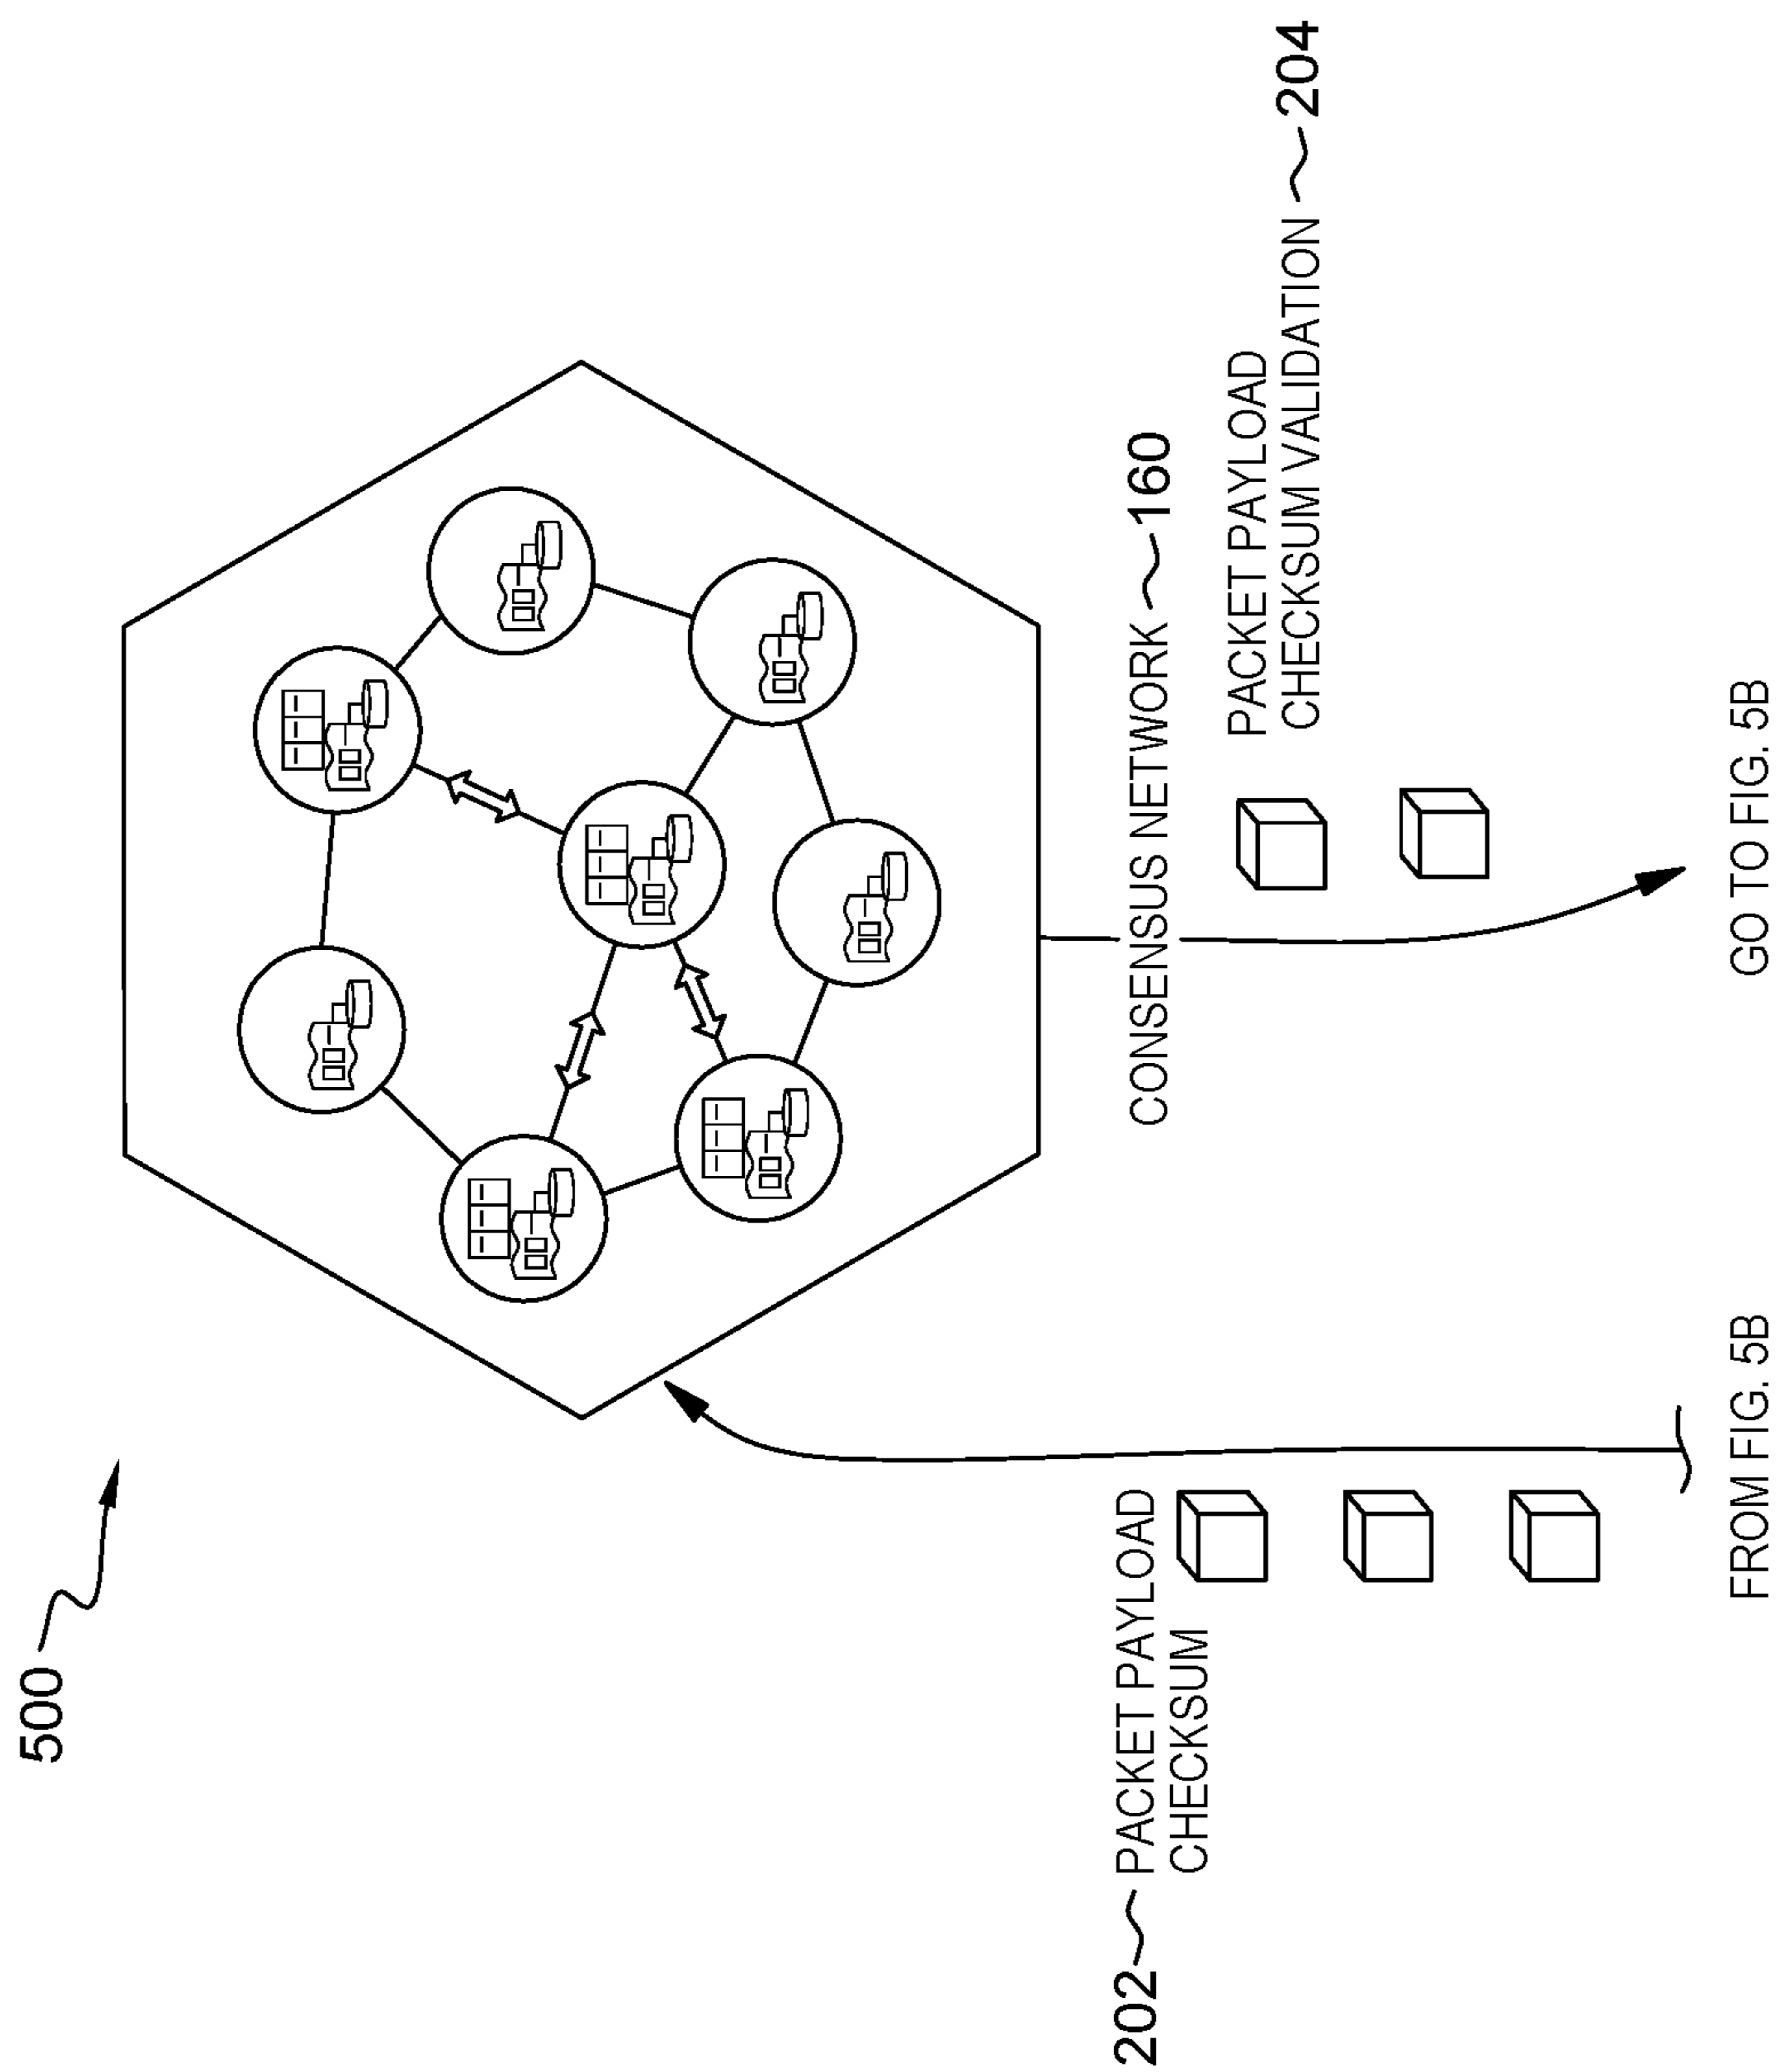 500
CONSENSUS NETWORK 160
202 PACKET PAYLOAD
CHECKSUM
PACKET PAYLOAD
CHECKSUM VALIDATION 204
FROM FIG. 5B
GO TO FIG. 5B